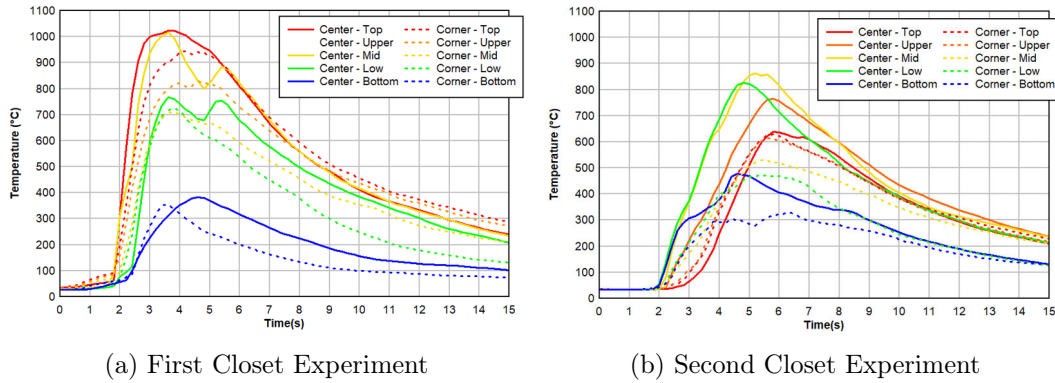 Temperature (°C)
1100
1000
900
800
700
600
500
400
300
200
100
0
0 1 2 3 4 5 6 7 8 9 10 11 12 13 14 15
Time(s)
Center - Top Corner - Top
Center - Upper Corner - Upper
Center - Mid Corner - Mid
Center - Low Corner - Low
Center - Bottom Corner - Bottom
(a) First Closet Experiment
Temperature (°C)
1100
1000
900
800
700
600
500
400
300
200
100
0
0 1 2 3 4 5 6 7 8 9 10 11 12 13 14 15
Time(s)
Center - Top Corner - Top
Center - Upper Corner - Upper
Center - Mid Corner - Mid
Center - Low Corner - Low
Center - Bottom Corner - Bottom
(b) Second Closet Experiment